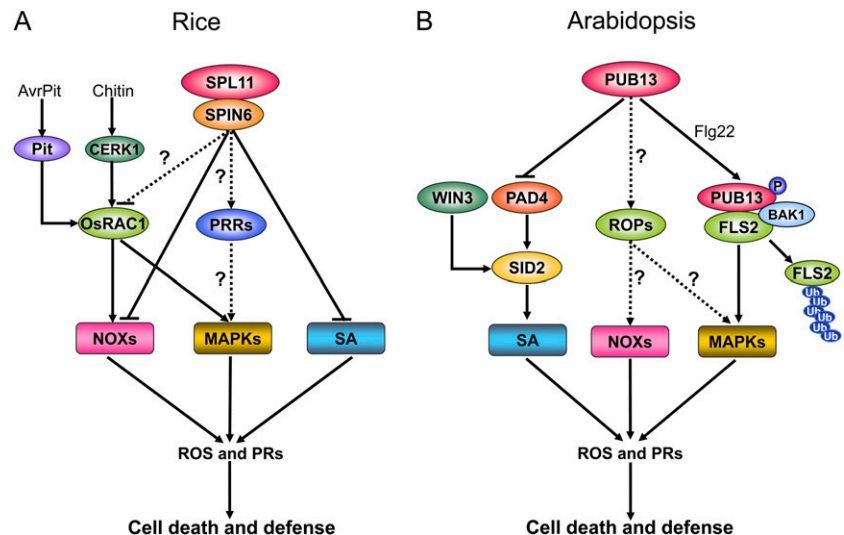 A
Rice
SPL11
SPIN6
AvrPit
Chitin
Pit
CERK1
?
?
OsRAC1
PRRs
?
NOXs
MAPKs
SA
ROS and PRs
Cell death and defense
B
Arabidopsis
PUB13
Flg22
?
P
WIN3
PAD4
PUB13
BAK1
ROPs
FLS2
SID2
?
?
FLS2
Ub
Ub
Ub
Ub
Ub
Ub
SA
NOXs
MAPKs
ROS and PRs
Cell death and defense